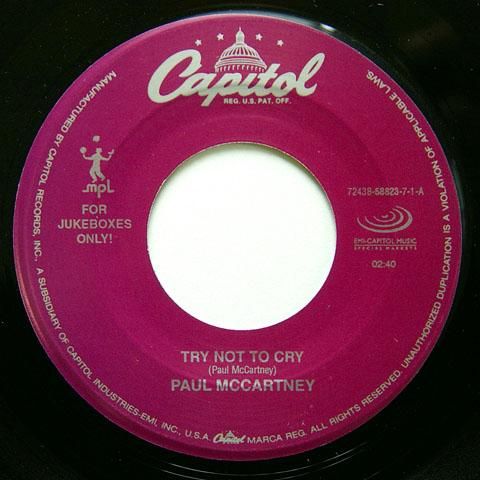 Capitol
REG. U.S. PAT. OFF.
mpl
FOR
JUKEBOXES
ONLY!
72438-58823-7-1-A
EMI-CAPITOL MUSIC
SPECIAL MARKETS
02:40
TRY NOT TO CRY
(Paul McCartney)
PAUL MCCARTNEY
MANUFACTURED BY CAPITOL RECORDS, INC., A SUBSIDIARY OF CAPITOL INDUSTRIES-EMI, INC., U.S.A. Capitol MARCA REG. ALL RIGHTS RESERVED. UNAUTHORIZED DUPLICATION IS A VIOLATION OF APPLICABLE LAWS.